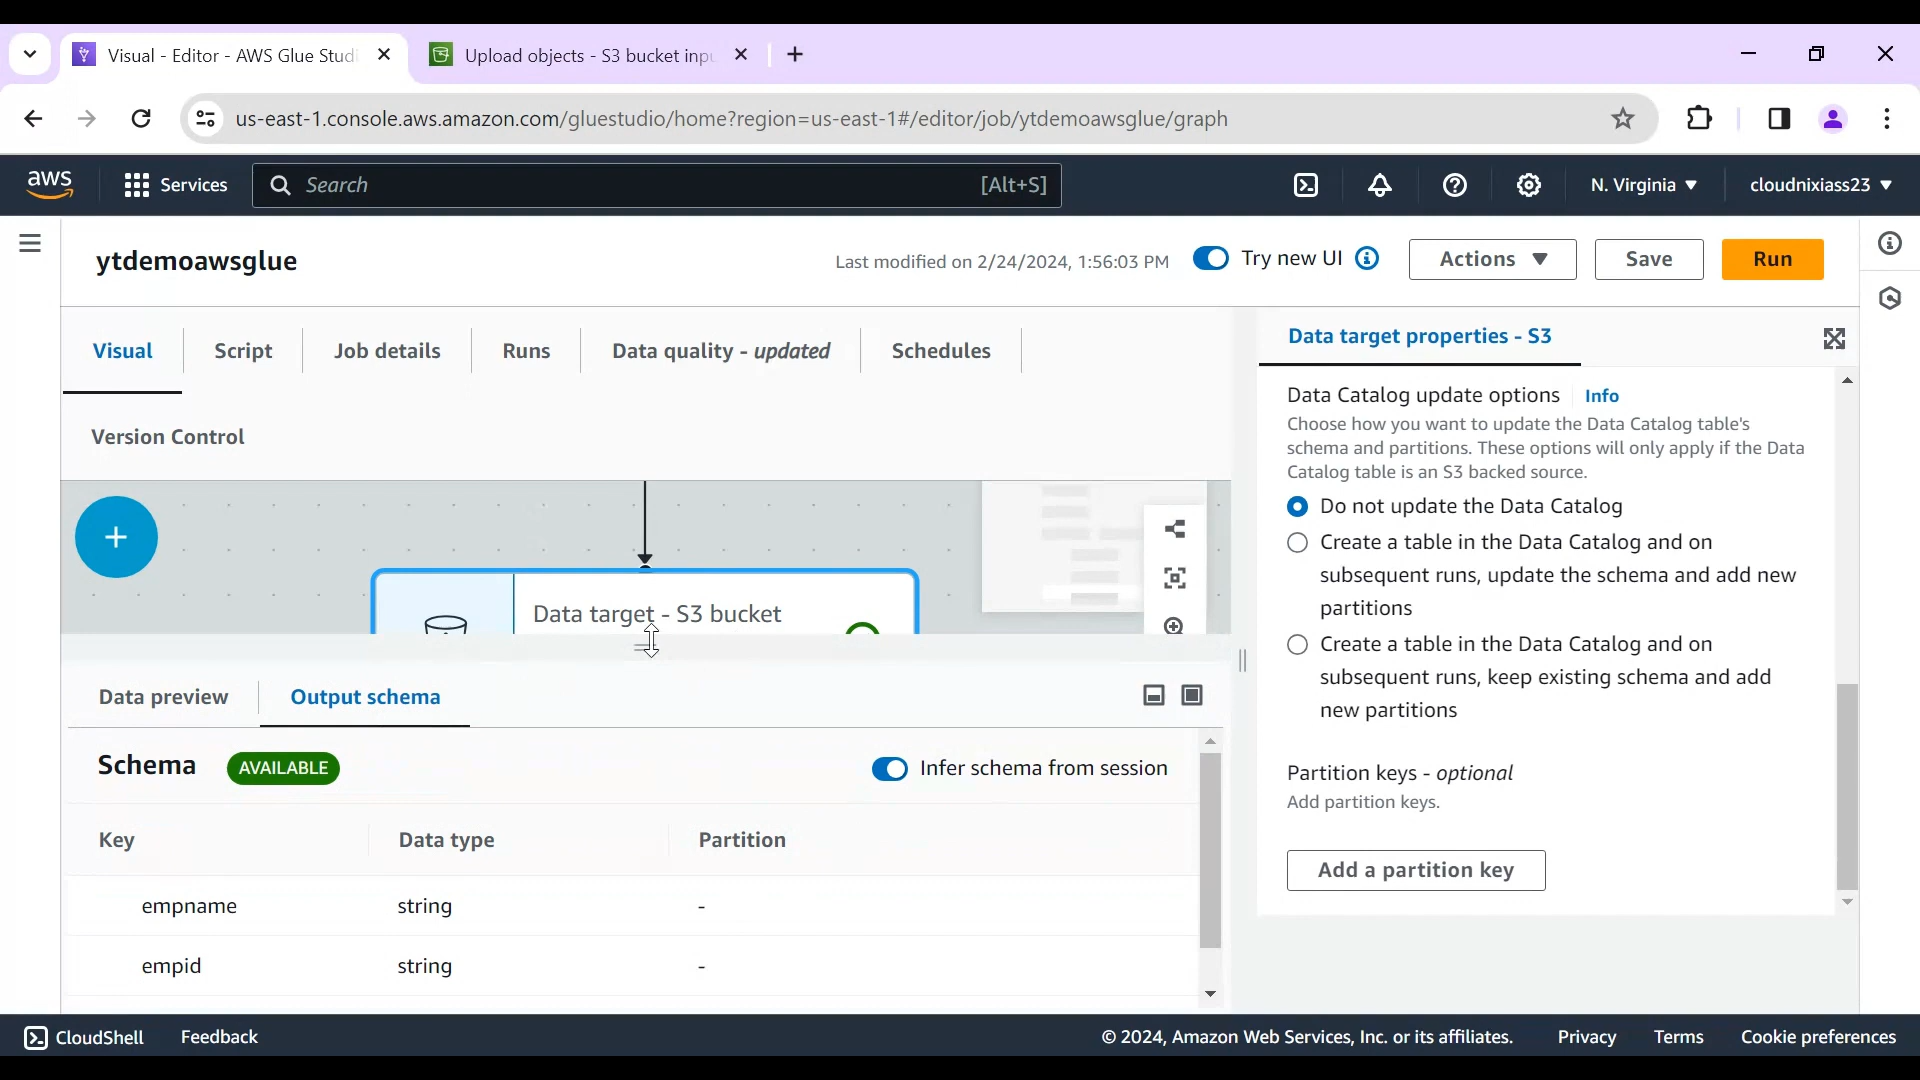 Visual - Editor - AWS Glue Studi
Upload objects - S3 bucket inpu
us-east-1.console.aws.amazon.com/gluestudio/home?region=us-east-1#/editor/job/ytdemoawsglue/graph
aws
Services
Search
[Alt+S]
N. Virginia
cloudnixiass23
ytdemoawsglue
Last modified on 2/24/2024, 1:56:03 PM
Try new UI
Actions
Save
Run
Visual
Script
Job details
Runs
Data quality - updated
Schedules
Version Control
Data target - S3 bucket
Data preview
Output schema
Schema
AVAILABLE
Infer schema from session
Key
Data type
Partition
empname
string
-
empid
string
-
Data target properties - S3
Data Catalog update options
Info
Choose how you want to update the Data Catalog table's
schema and partitions. These options will only apply if the Data
Catalog table is an S3 backed source.
Do not update the Data Catalog
Create a table in the Data Catalog and on
subsequent runs, update the schema and add new
partitions
Create a table in the Data Catalog and on
subsequent runs, keep existing schema and add
new partitions
Partition keys - optional
Add partition keys.
Add a partition key
CloudShell
Feedback
© 2024, Amazon Web Services, Inc. or its affiliates.
Privacy
Terms
Cookie preferences